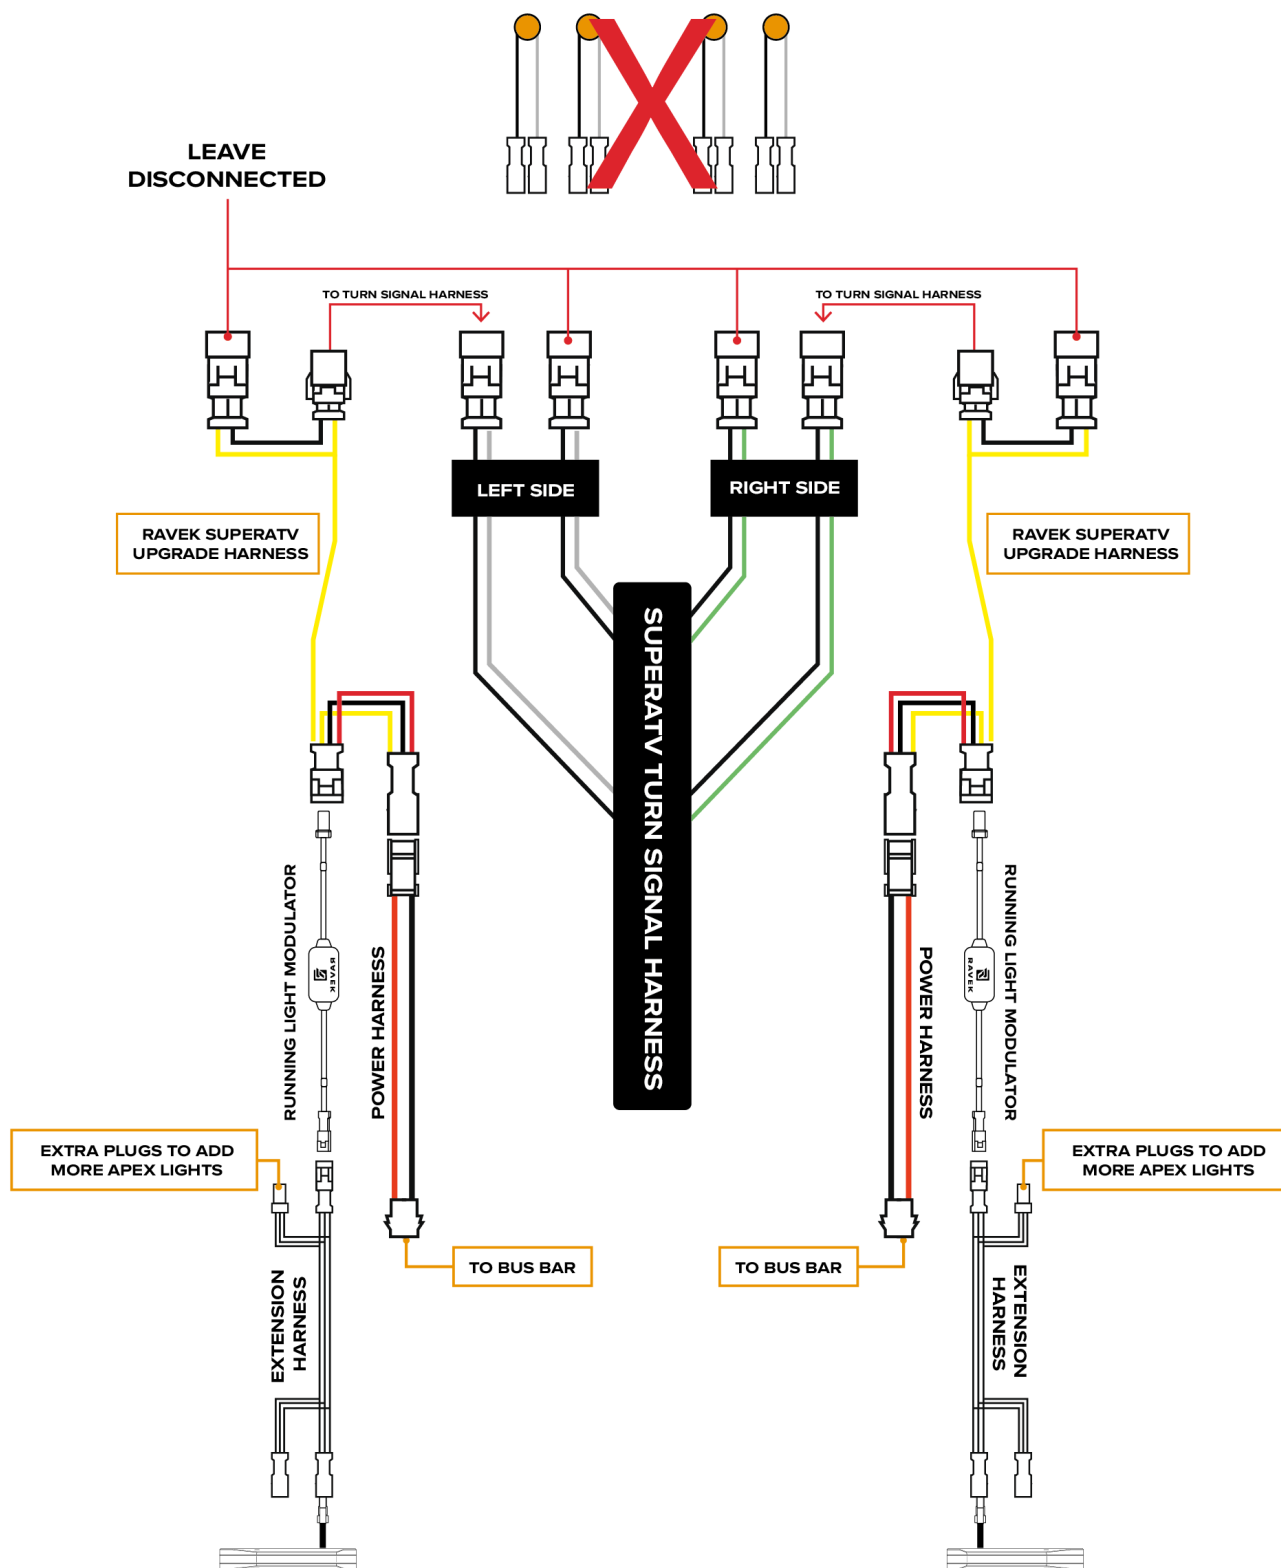 LEAVE
DISCONNECTED
TO TURN SIGNAL HARNESS
TO TURN SIGNAL HARNESS
LEFT SIDE
RIGHT SIDE
RAVEK SUPERATV
UPGRADE HARNESS
RAVEK SUPERATV
UPGRADE HARNESS
SUPERATV TURN SIGNAL HARNESS
RUNNING LIGHT MODULATOR
RAVEK
POWER HARNESS
POWER HARNESS
RAVEK
RUNNING LIGHT MODULATOR
EXTRA PLUGS TO ADD
MORE APEX LIGHTS
EXTRA PLUGS TO ADD
MORE APEX LIGHTS
TO BUS BAR
TO BUS BAR
EXTENSION
HARNESS
EXTENSION
HARNESS